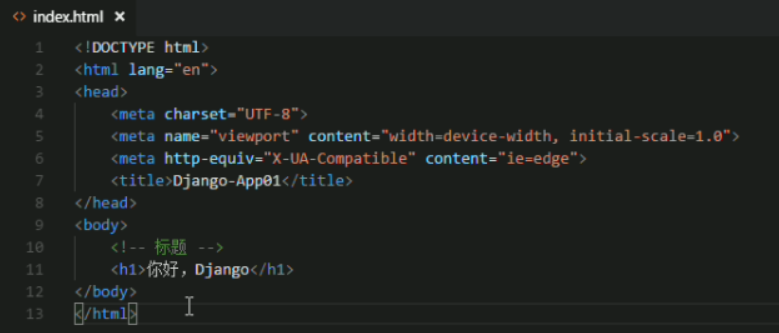 <> index.html ×
1 <!DOCTYPE html>
2 <html lang="en">
3 <head>
4     <meta charset="UTF-8">
5     <meta name="viewport" content="width=device-width, initial-scale=1.0">
6     <meta http-equiv="X-UA-Compatible" content="ie=edge">
7     <title>Django-App01</title>
8 </head>
9 <body>
10     <!-- 标题 -->
11     <h1>你好，Django</h1>
12 </body>
13 </html>